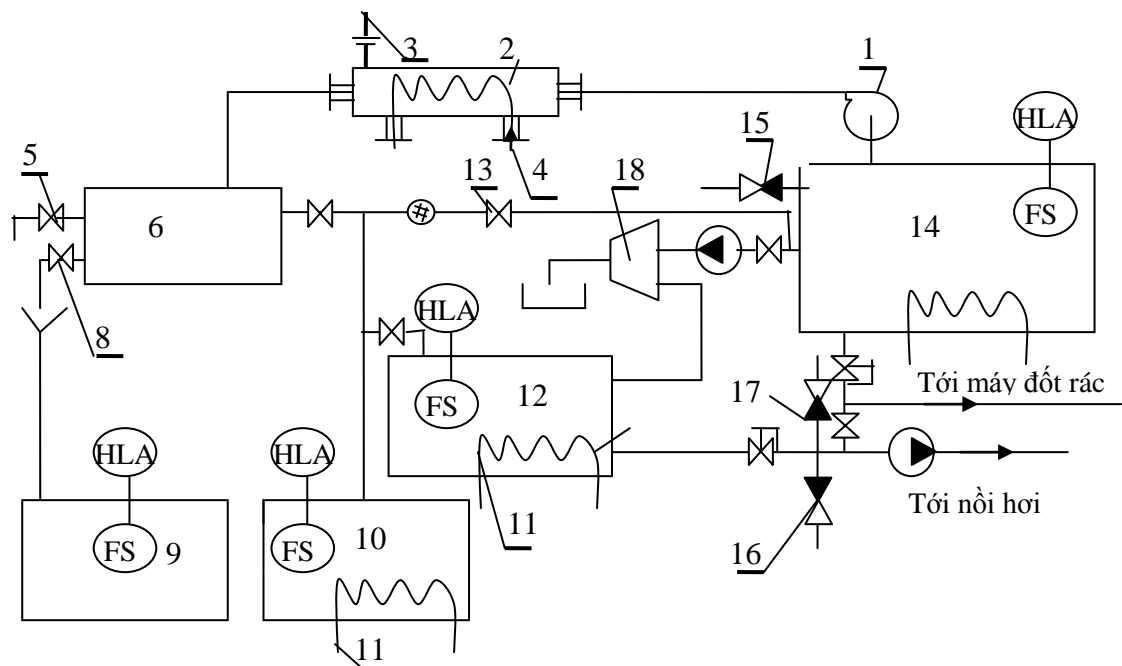 3
2
1
HLA
15
5
4
13
18
6
FS
14
HLA
8
Tới máy đốt rác
12
17
FS
HLA
HLA
Tới nồi hơi
10
11
FS
9
FS
16
11